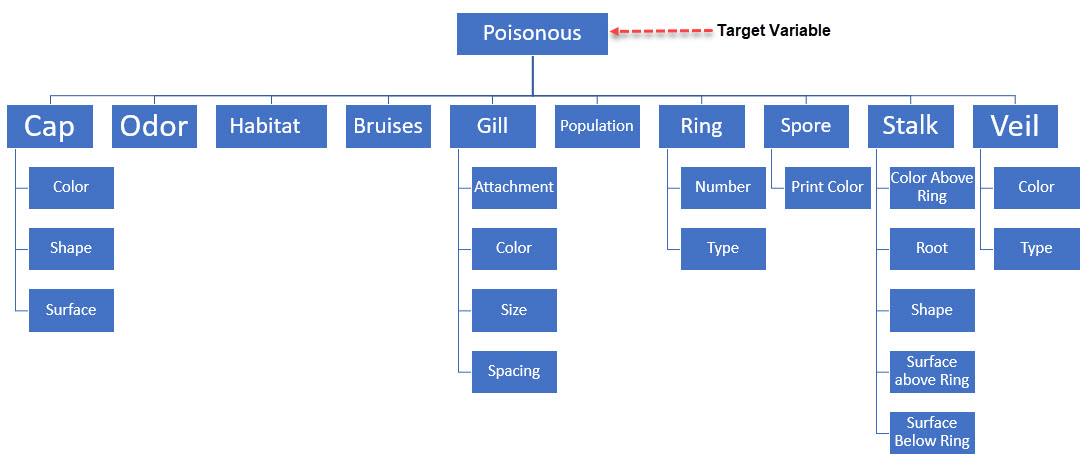 Poisonous
Target Variable
Cap
Odor
Habitat
Bruises
Gill
Population
Ring
Spore
Stalk
Veil
Color
Shape
Surface
Attachment
Color
Size
Spacing
Number
Type
Print Color
Color Above
Ring
Root
Shape
Surface
above Ring
Surface
Below Ring
Color
Type